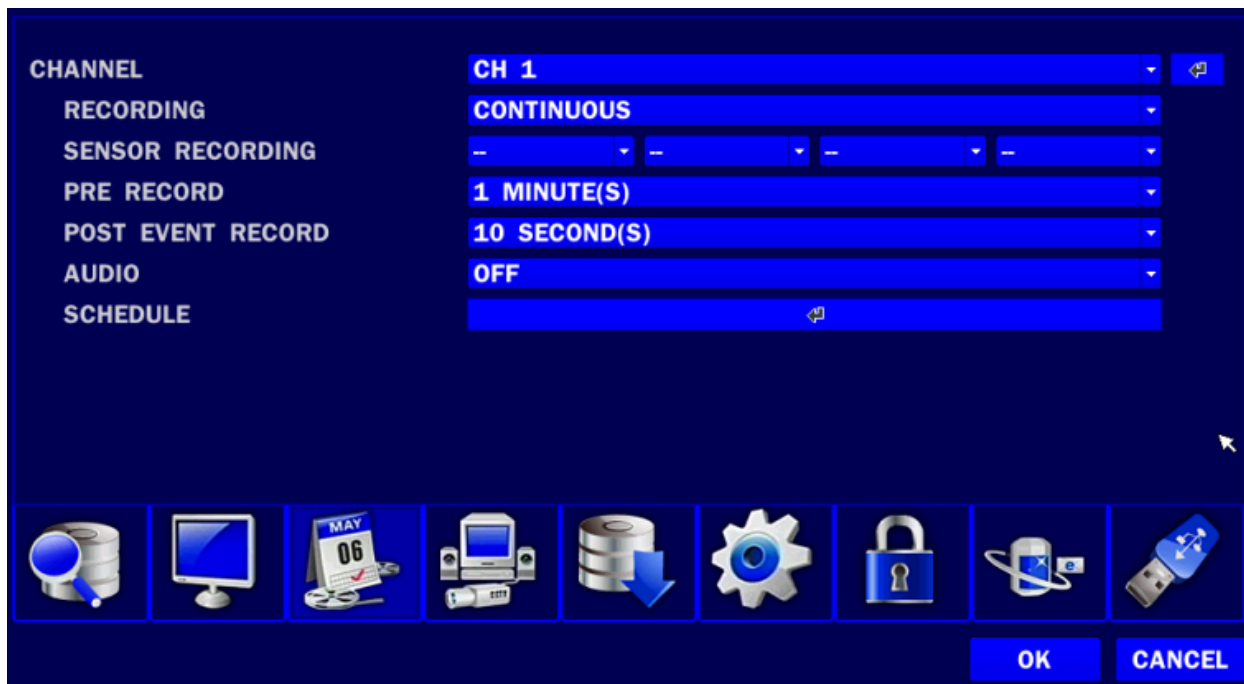 CHANNEL CH 1
RECORDING CONTINUOUS
SENSOR RECORDING -- -- -- --
PRE RECORD 1 MINUTE(S)
POST EVENT RECORD 10 SECOND(S)
AUDIO OFF
SCHEDULE
MAY
06
e
OK CANCEL